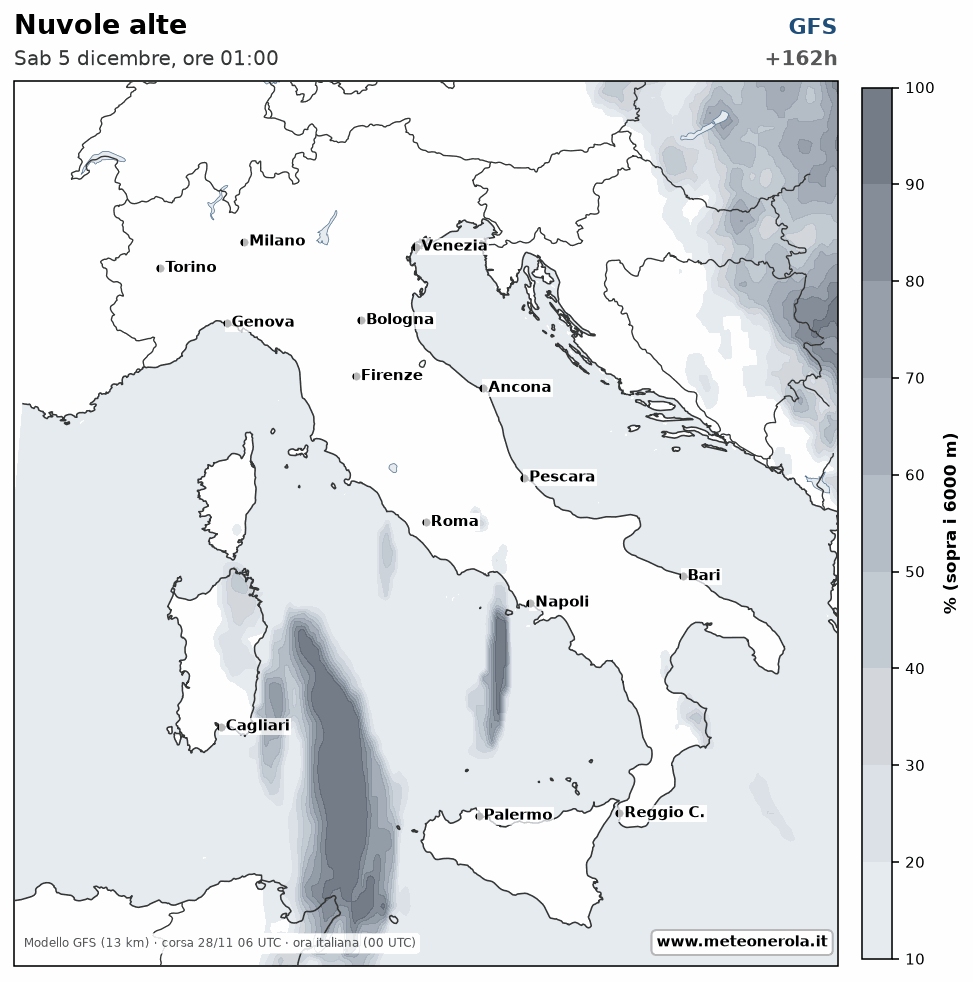 Nuvole alte
GFS
Sab 5 dicembre, ore 01:00
+162h
Milano
Venezia
Torino
Genova
Bologna
Firenze
Ancona
Pescara
Roma
Bari
Napoli
Cagliari
Palermo
Reggio C.
Modello GFS (13 km) · corsa 28/11 06 UTC · ora italiana (00 UTC)
www.meteonerola.it
100
90
80
70
60
50
40
30
20
10
% (sopra i 6000 m)